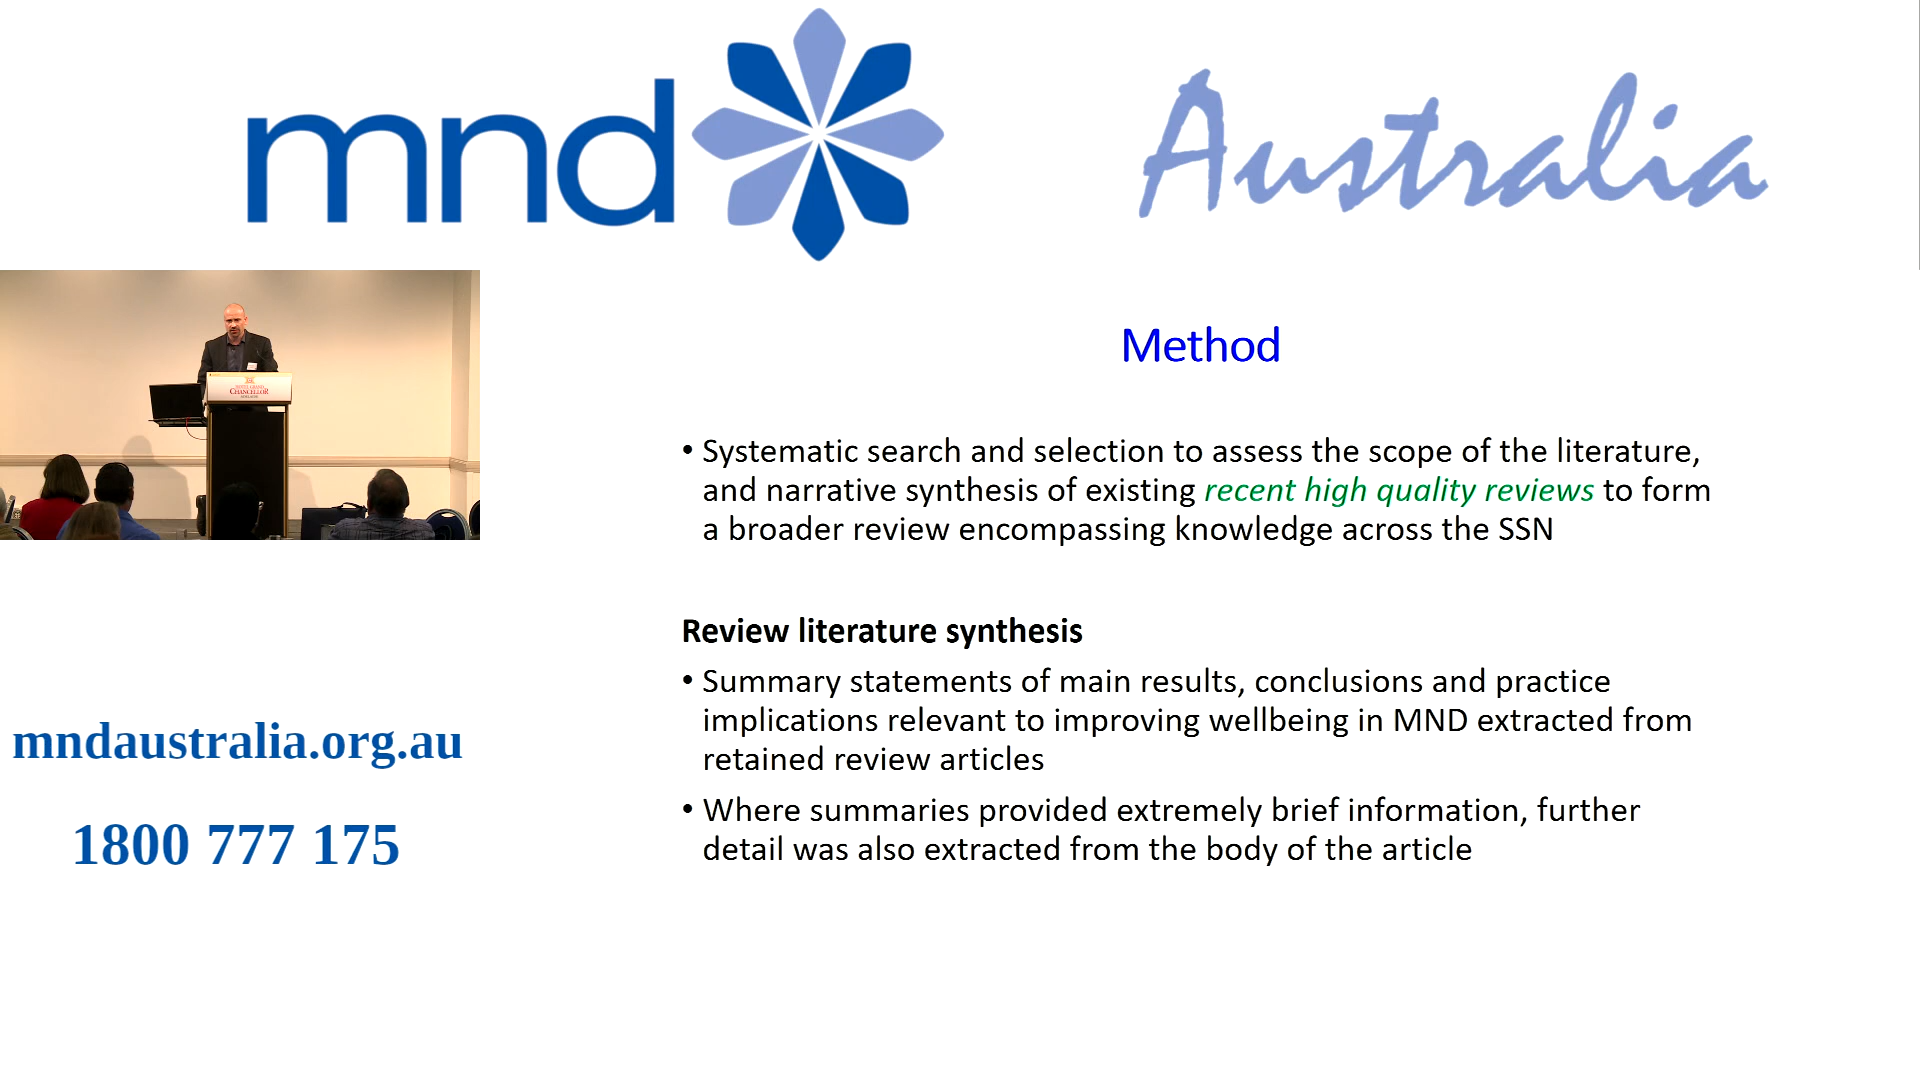 mnd
Australia
CHANCELLOR
Method
• Systematic search and selection to assess the scope of the literature,
and narrative synthesis of existing recent high quality reviews to form
a broader review encompassing knowledge across the SSN
Review literature synthesis
• Summary statements of main results, conclusions and practice
implications relevant to improving wellbeing in MND extracted from
retained review articles
• Where summaries provided extremely brief information, further
detail was also extracted from the body of the article
mndaustralia.org.au
1800 777 175